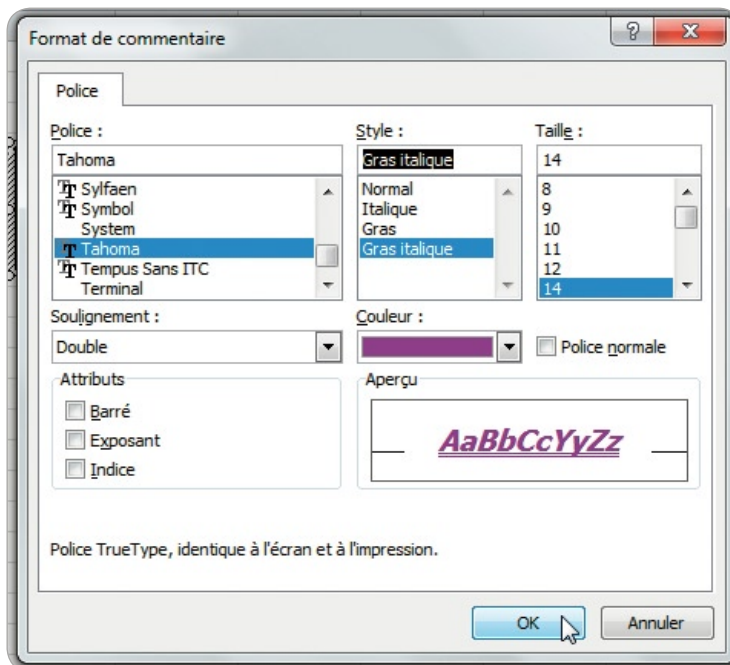 Format de commentaire
Police
Police :
Tahoma
Sylfaen
Symbol
System
Tahoma
Tempus Sans ITC
Terminal
Style :
Gras italique
Normal
Italique
Gras
Gras italique
Taille :
14
8
9
10
11
12
14
Soulignement :
Double
Couleur :
Police normale
Attributs
Barré
Exposant
Indice
Aperçu
AaBbCcYyZz
Police TrueType, identique à l'écran et à l'impression.
OK
Annuler